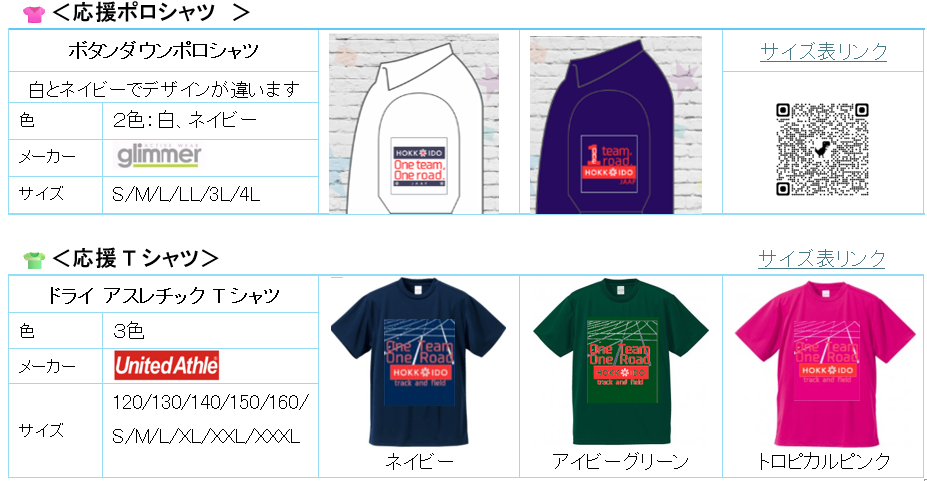 ＜応援ポロシャツ ＞
ボタンダウンポロシャツ
サイズ表リンク
白とネイビーでデザインが違います
色
２色：白、ネイビー
メーカー
ACTIVE WEAR
glimmer
サイズ
S/M/L/LL/3L/4L
HOKKAIDO
One team,
One road.
JAAF
1 team,
road.
HOKKAIDO
JAAF
＜応援Ｔシャツ＞
サイズ表リンク
ドライ アスレチックＴシャツ
色
３色
メーカー
United Athle
サイズ
120/130/140/150/160/
S/M/L/XL/XXL/XXXL
One Team
One Road
HOKKAIDO
track and field
ネイビー
One Team
One Road
HOKKAIDO
track and field
アイビーグリーン
One Team
One Road
HOKKAIDO
track and field
トロピカルピンク